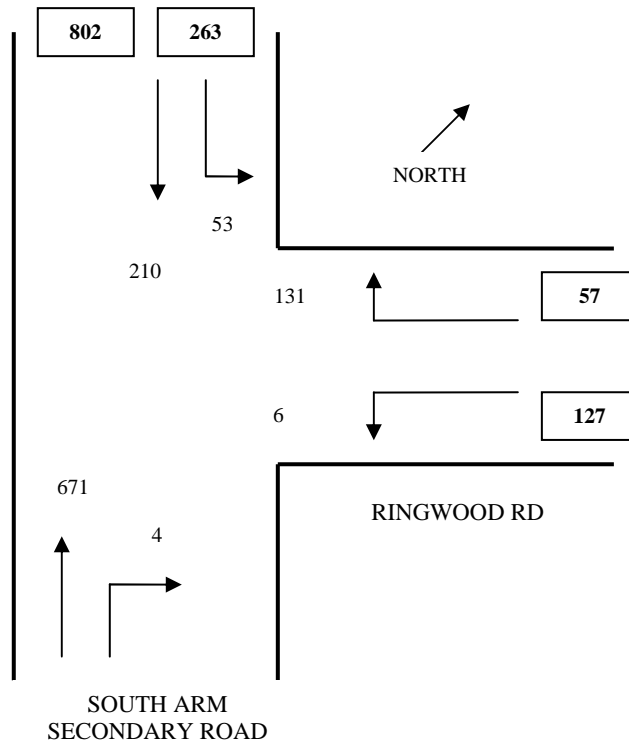 802 263
NORTH
53
210
131 57
6 127
671
RINGWOOD RD
4
SOUTH ARM
SECONDARY ROAD